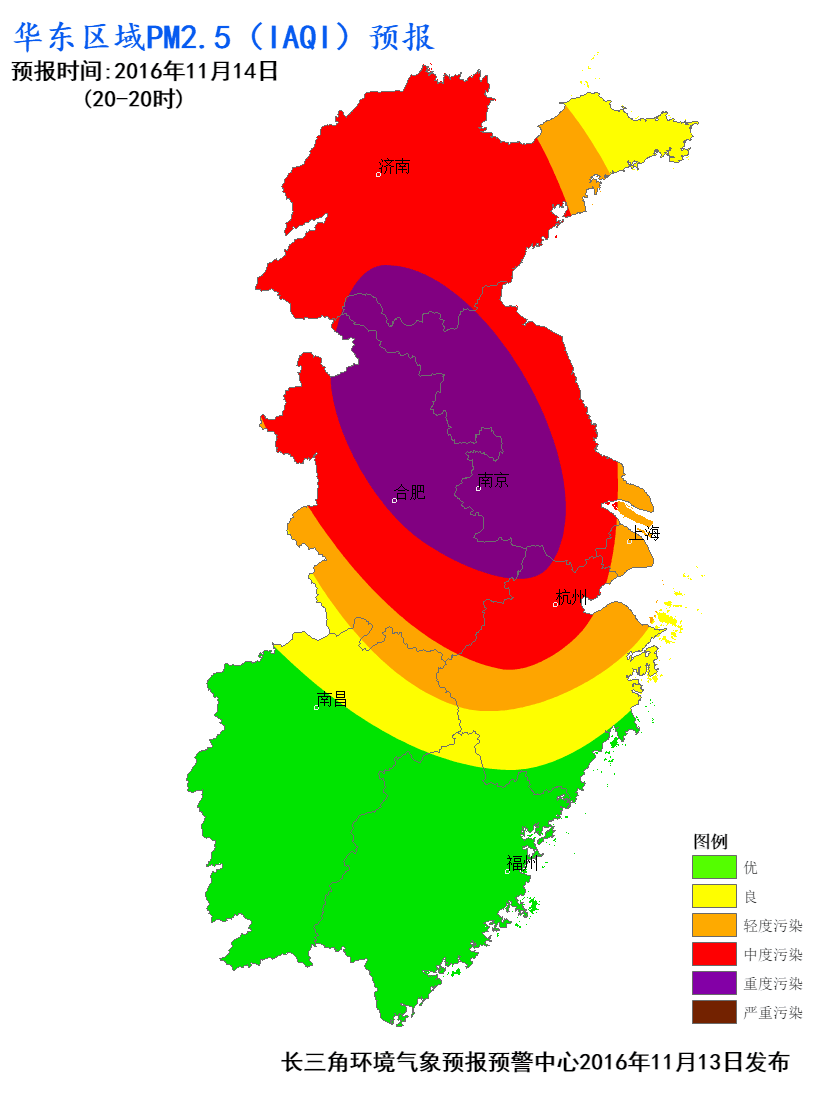 华东区域PM2.5（IAQI）预报
预报时间:2016年11月14日
(20-20时)
济南
南京
合肥
上海
杭州
南昌
福州
图例
优
良
轻度污染
中度污染
重度污染
严重污染
长三角环境气象预报预警中心2016年11月13日发布